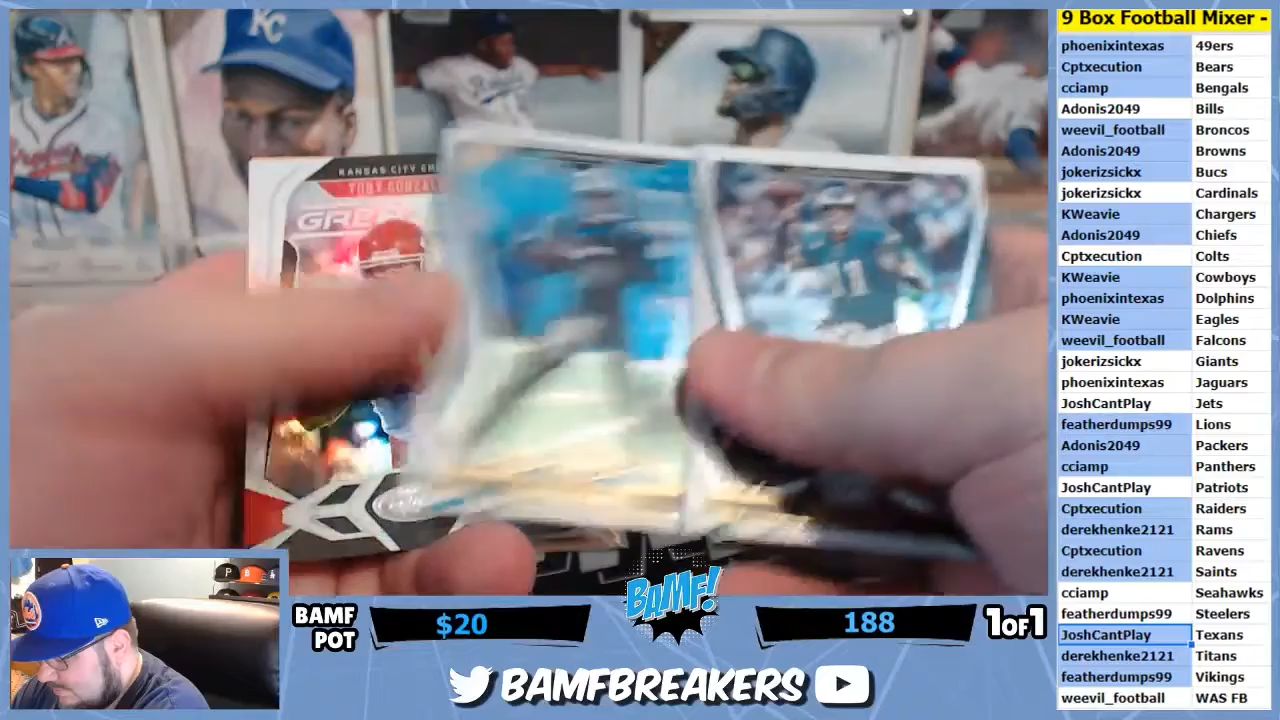 9 Box Football Mixer -
phoenixintexas 49ers
Cptxecution Bears
cciamp Bengals
Adonis2049 Bills
weevil_football Broncos
Adonis2049 Browns
jokerizsickx Bucs
jokerizsickx Cardinals
KWeavie Chargers
Adonis2049 Chiefs
Cptxecution Colts
KWeavie Cowboys
phoenixintexas Dolphins
KWeavie Eagles
weevil_football Falcons
jokerizsickx Giants
phoenixintexas Jaguars
JoshCantPlay Jets
featherdumps99 Lions
Adonis2049 Packers
cciamp Panthers
JoshCantPlay Patriots
Cptxecution Raiders
derekhenke2121 Rams
Cptxecution Ravens
derekhenke2121 Saints
cciamp Seahawks
featherdumps99 Steelers
JoshCantPlay Texans
derekhenke2121 Titans
featherdumps99 Vikings
weevil_football WAS FB
KC
KANSAS CITY
TONY
11
BAMF
POT
$20
BAMF!
188
1OF1
BAMFBREAKERS